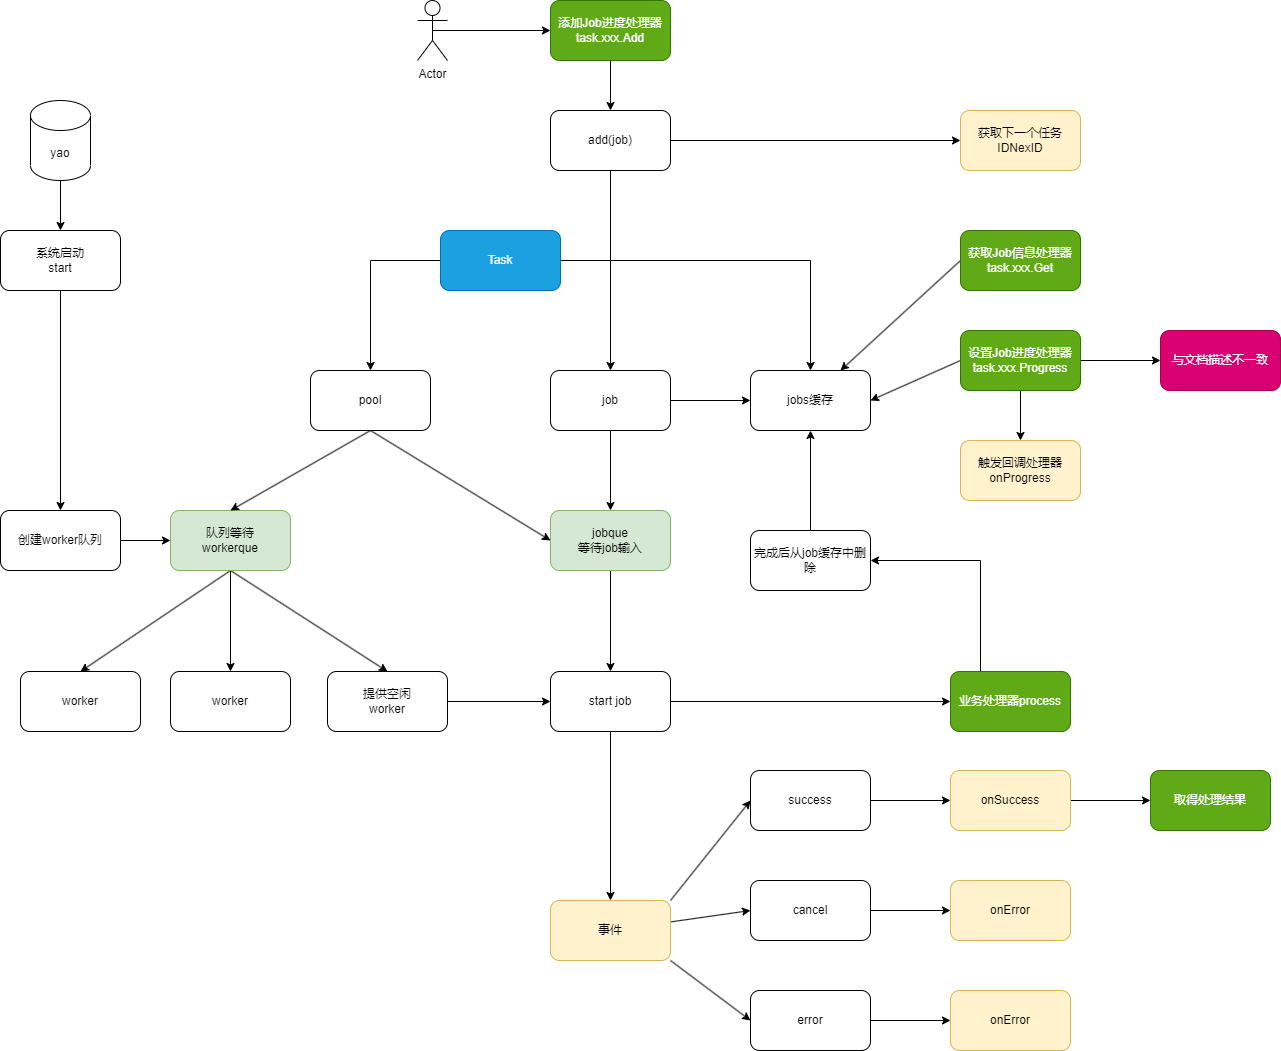 添加Job进度处理器
task.xxx.Add
Actor
yao
add(job)
获取下一个任务
IDNexID
系统启动
start
Task
获取Job信息处理器
task.xxx.Get
设置Job进度处理器
task.xxx.Progress
与文档描述不一致
pool
job
jobs缓存
触发回调处理器
onProgress
创建worker队列
队列等待
workerque
jobque
等待job输入
完成后从job缓存中删
除
worker
worker
提供空闲
worker
start job
业务处理器process
success
onSuccess
取得处理结果
事件
cancel
onError
error
onError